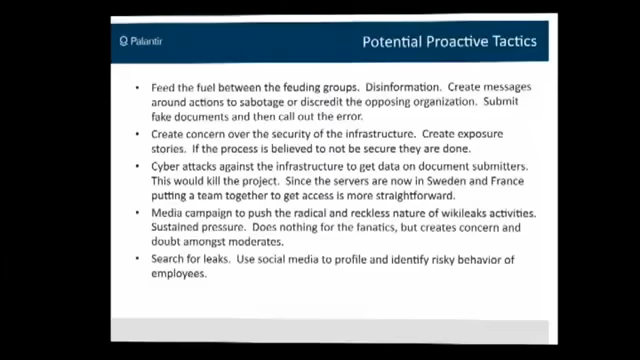 Palantir
Potential Proactive Tactics
• Feed the fuel between the feuding groups. Disinformation. Create messages
around actions to sabotage or discredit the opposing organization. Submit
fake documents and then call out the error.
• Create concern over the security of the infrastructure. Create exposure
stories. If the process is believed to not be secure they are done.
• Cyber attacks against the infrastructure to get data on document submitters.
This would kill the project. Since the servers are now in Sweden and France
putting a team together to get access is more straightforward.
• Media campaign to push the radical and reckless nature of wikileaks activities.
Sustained pressure. Does nothing for the fanatics, but creates concern and
doubt amongst moderates.
• Search for leaks. Use social media to profile and identify risky behavior of
employees.